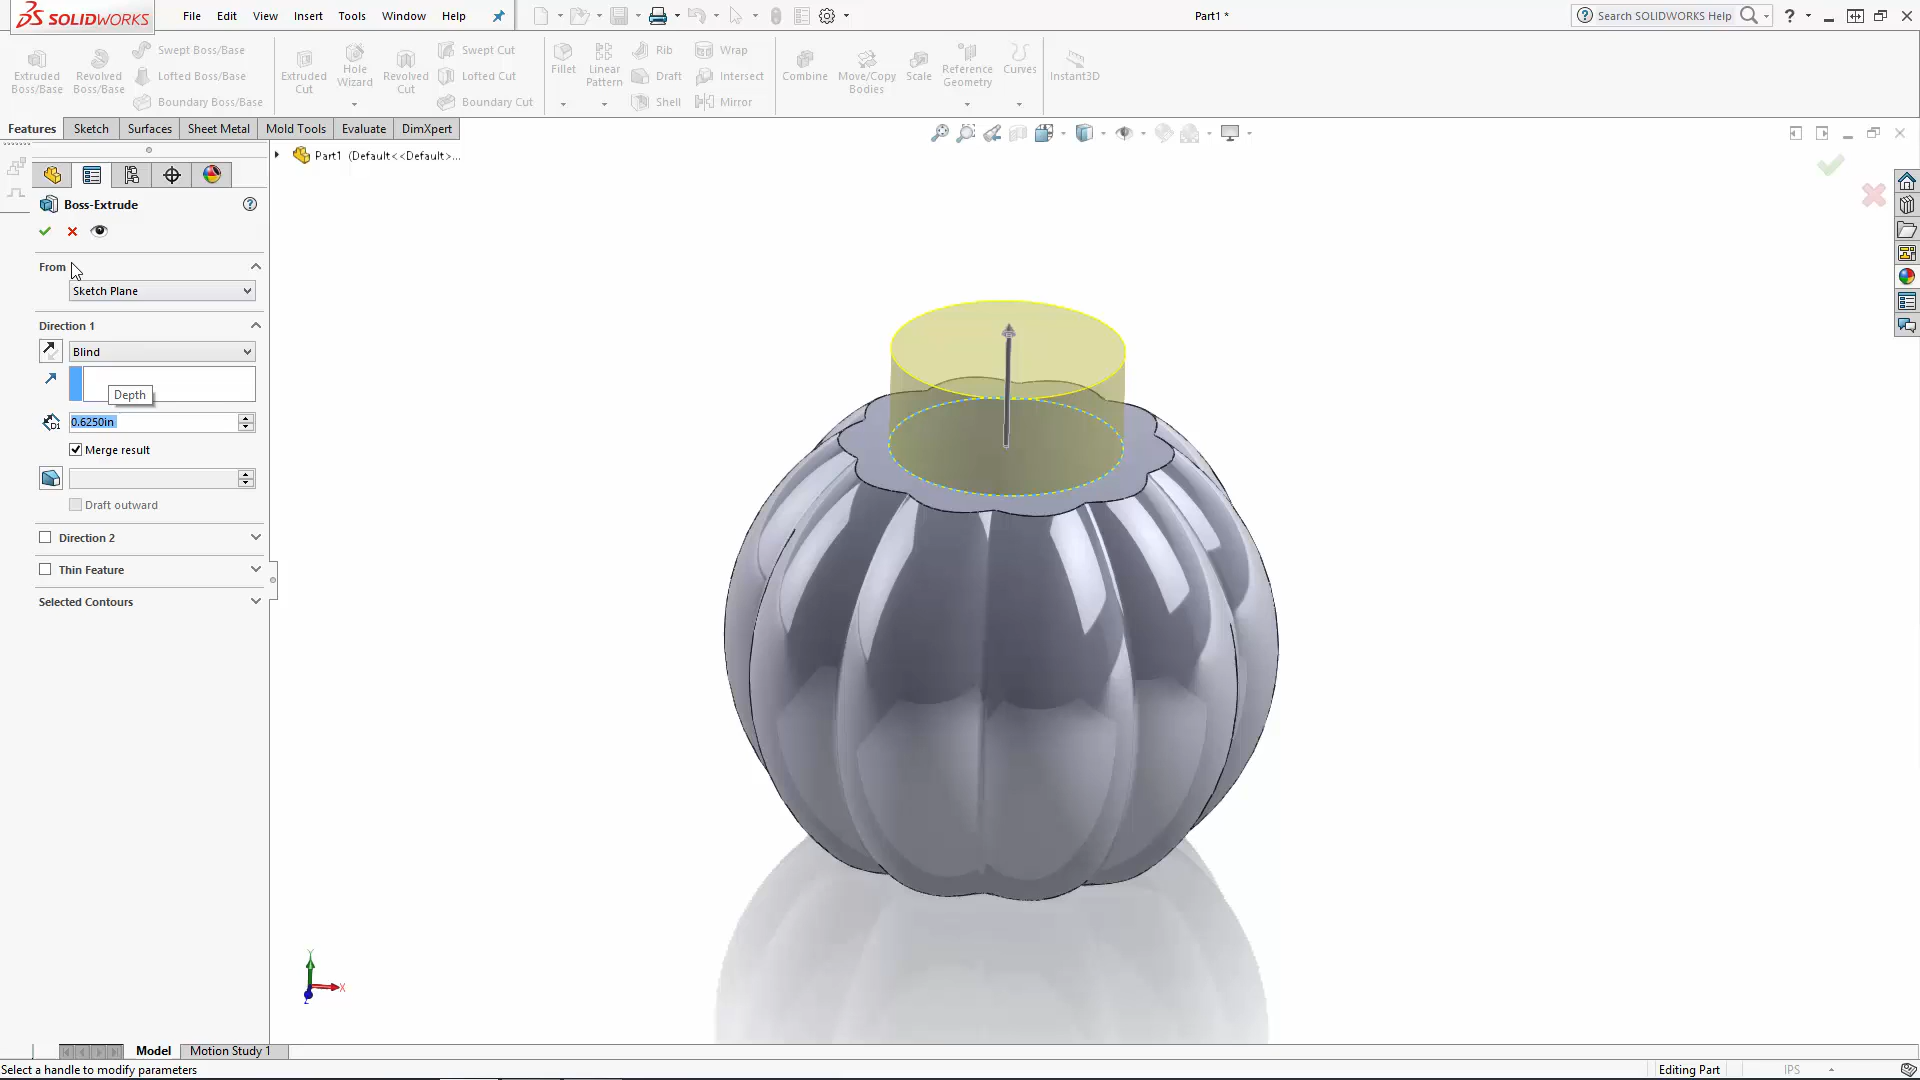 SOLIDWORKS File Edit View Insert Tools Window Help Part1 * Search SOLIDWORKS Help
Extruded Boss/Base Revolved Boss/Base Swept Boss/Base Lofted Boss/Base Boundary Boss/Base Extruded Cut Hole Wizard Revolved Cut Swept Cut Lofted Cut Boundary Cut Fillet Linear Pattern Rib Draft Shell Wrap Intersect Mirror Combine Move/Copy Bodies Scale Reference Geometry Curves Instant3D
Features Sketch Surfaces Sheet Metal Mold Tools Evaluate DimXpert
Part1 (Default<<Default>...
Boss-Extrude
From
Sketch Plane
Direction 1
Blind
Depth
D1
0.6250in
Merge result
Draft outward
Direction 2
Thin Feature
Selected Contours
Y
X
Z
Model Motion Study 1
Select a handle to modify parameters Editing Part IPS